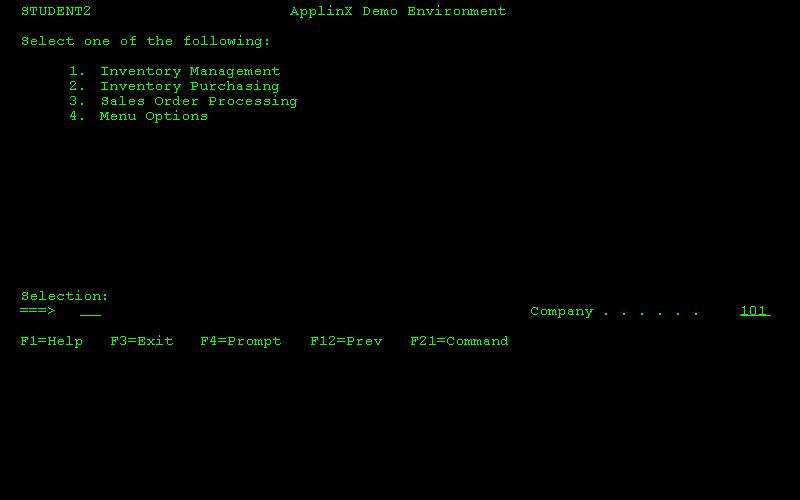 STUDENT2 ApplinX Demo Environment
Select one of the following:
1. Inventory Management
2. Inventory Purchasing
3. Sales Order Processing
4. Menu Options
Selection:
===> __ Company . . . . . . 101
F1=Help F3=Exit F4=Prompt F12=Prev F21=Command